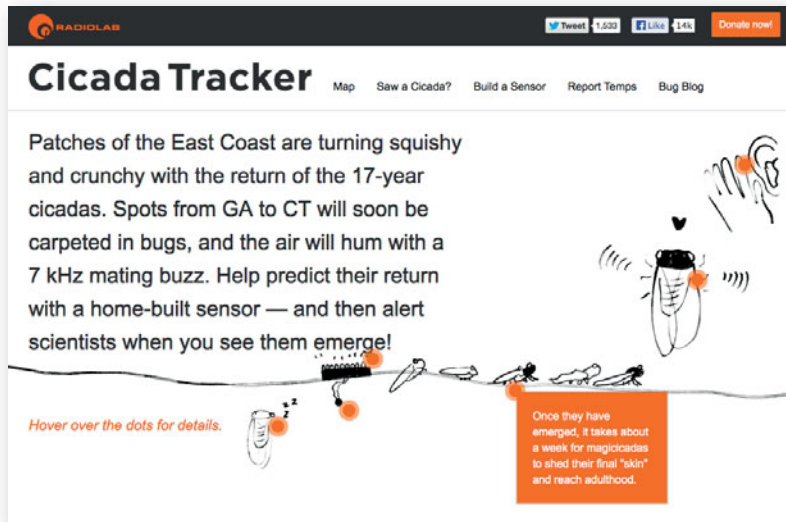 RADIOLAB
Tweet 1,533
Like 14k
Donate now!
Cicada Tracker
Map Saw a Cicada? Build a Sensor Report Temps Bug Blog
Patches of the East Coast are turning squishy
and crunchy with the return of the 17-year
cicadas. Spots from GA to CT will soon be
carpeted in bugs, and the air will hum with a
7 kHz mating buzz. Help predict their return
with a home-built sensor — and then alert
scientists when you see them emerge!
z z z
Hover over the dots for details.
Once they have
emerged, it takes about
a week for magicicadas
to shed their final "skin"
and reach adulthood.